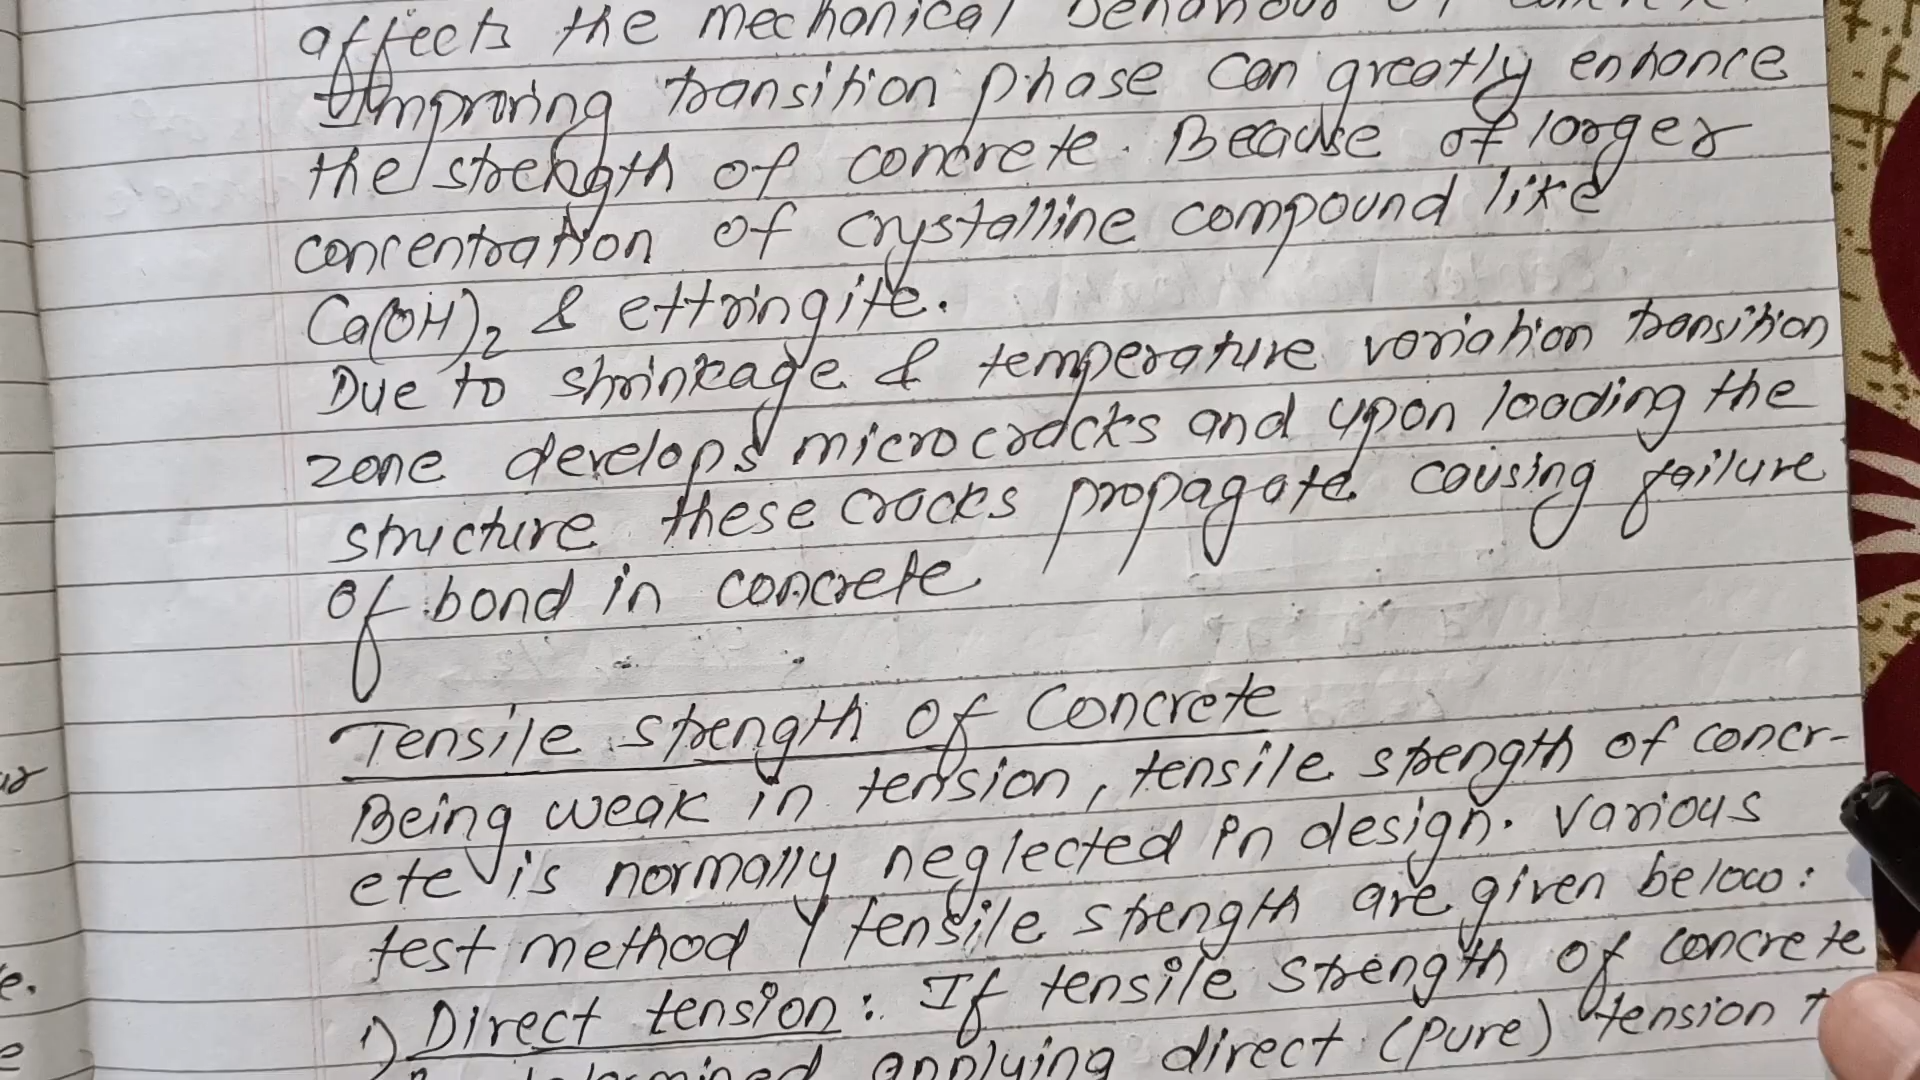 affects the mechanical behaviour of concrete.
Improving transition phase can greatly enhance
the strength of concrete. Because of larger
concentration of crystalline compound like
Ca(OH)2 & ettringite.
Due to shrinkage & temperature variation transition
zone develops microcracks and upon loading the
structure these cracks propagate causing failure
of bond in concrete
Tensile strength of Concrete
Being weak in tension, tensile strength of concr-
ete is normally neglected in design. Various
test method tensile strength are given below:
1) Direct tension: If tensile strength of concrete
applying direct (pure) tension